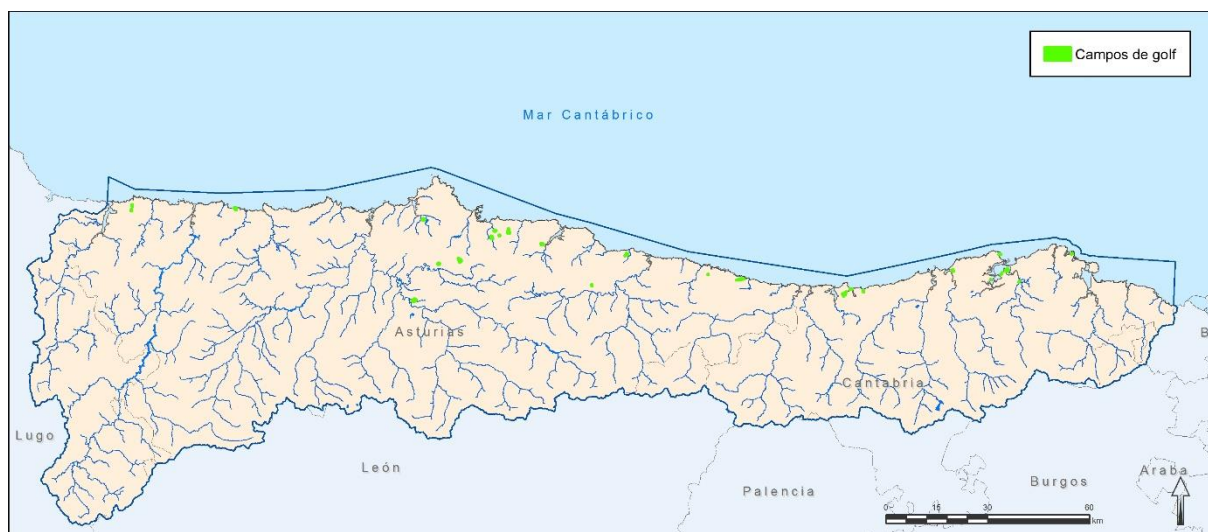 Campos de golf
Mar Cantábrico
Asturias
Cantabria
B
Lugo
León
Palencia
Burgos
Araba
0 15 30 60
km